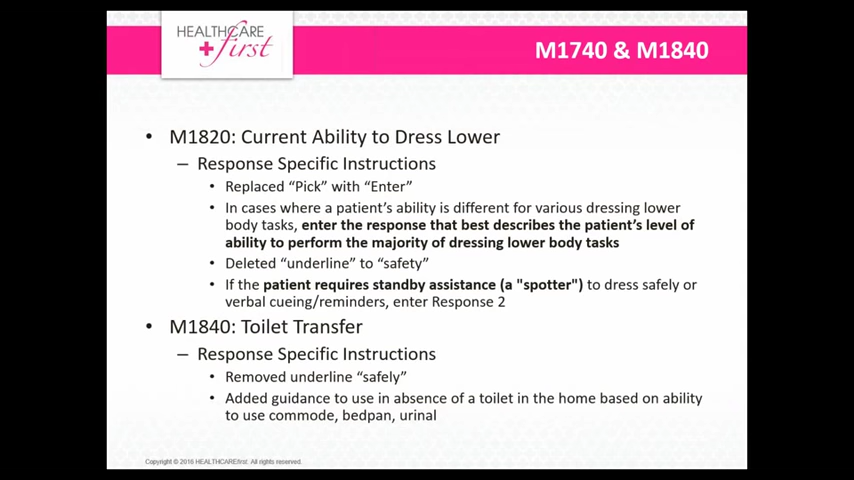 HEALTHCARE
first
M1740 & M1840
• M1820: Current Ability to Dress Lower
– Response Specific Instructions
• Replaced “Pick” with “Enter”
• In cases where a patient’s ability is different for various dressing lower
body tasks, enter the response that best describes the patient’s level of
ability to perform the majority of dressing lower body tasks
• Deleted “underline” to “safety”
• If the patient requires standby assistance (a "spotter") to dress safely or
verbal cueing/reminders, enter Response 2
• M1840: Toilet Transfer
– Response Specific Instructions
• Removed underline “safely”
• Added guidance to use in absence of a toilet in the home based on ability
to use commode, bedpan, urinal
Copyright © 2016 HEALTHCAREfirst. All rights reserved.